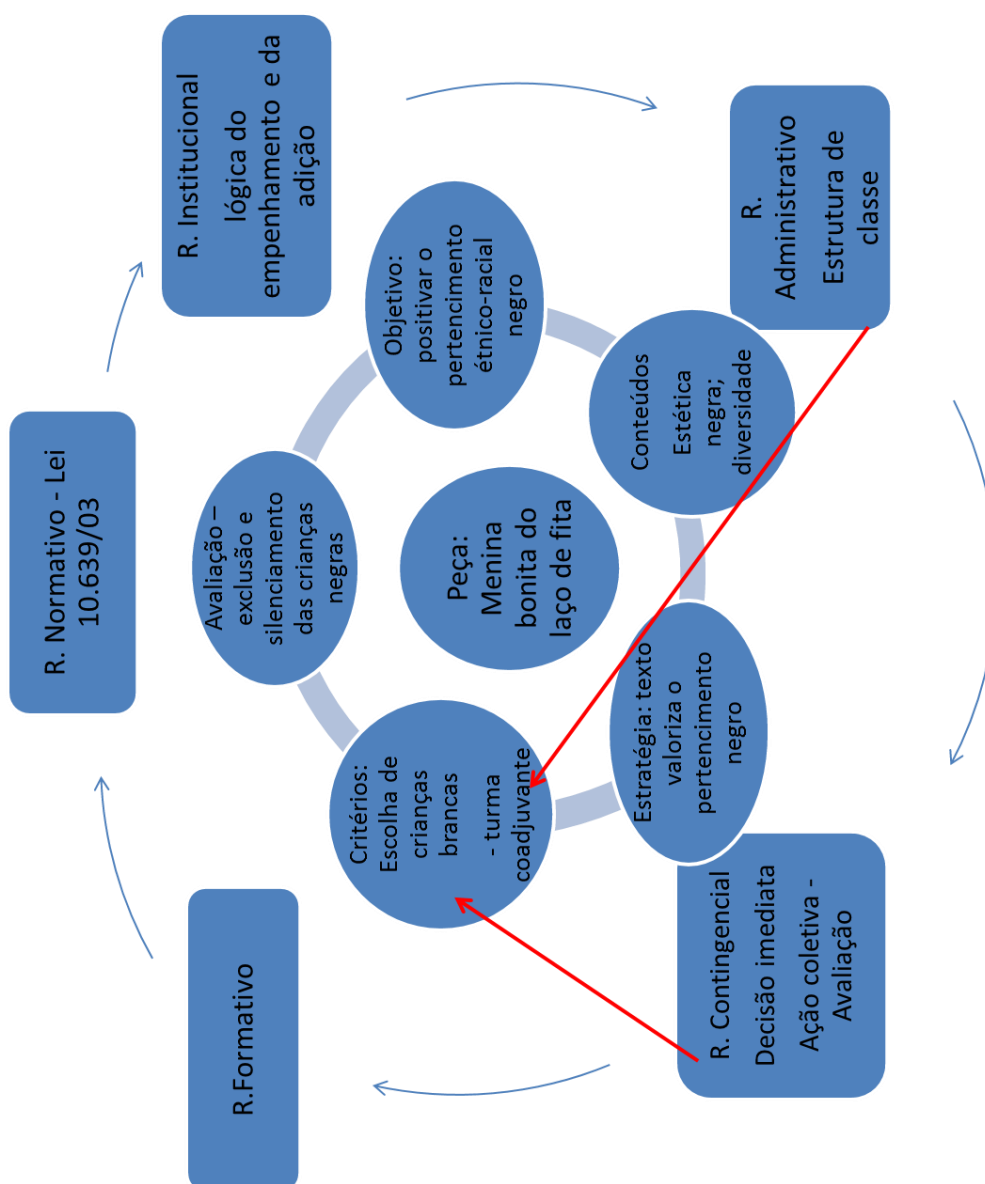 R. Normativo - Lei
10.639/03
R. Institucional
lógica do
empenhamento e da
adição
R.
Administrativo
Estrutura de
classe
R. Contingencial
Decisão imediata
Ação coletiva -
Avaliação
R.Formativo
Avaliação –
exclusão e
silenciamento
das crianças
negras
Objetivo:
positivar o
pertencimento
étnico-racial
negro
Conteúdos
Estética
negra;
diversidade
Estratégia: texto
valoriza o
pertencimento
negro
Critérios:
Escolha de
crianças
brancas
- turma
coadjuvante
Peça:
Menina
bonita do
laço de fita